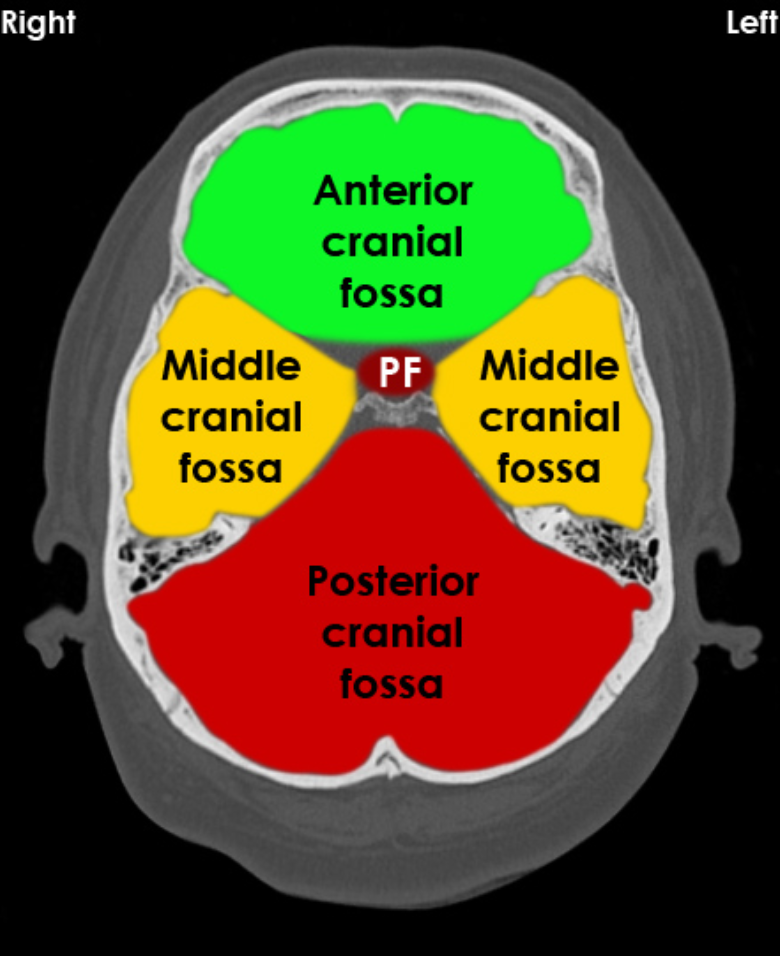 Right
Left
Anterior
cranial
fossa
Middle
cranial
fossa
PF
Middle
cranial
fossa
Posterior
cranial
fossa